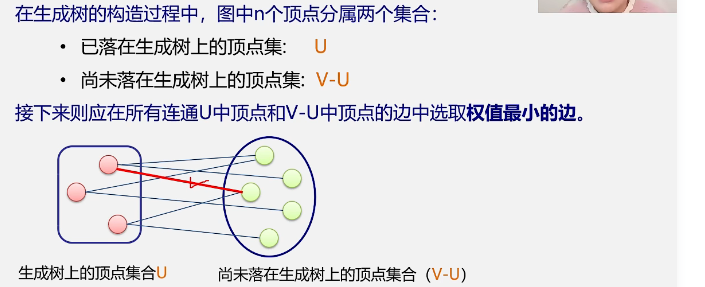 在生成树的构造过程中，图中n个顶点分属两个集合：
• 已落在生成树上的顶点集: U
• 尚未落在生成树上的顶点集: V-U
接下来则应在所有连通U中顶点和V-U中顶点的边中选取权值最小的边。
生成树上的顶点集合U
尚未落在生成树上的顶点集合（V-U）